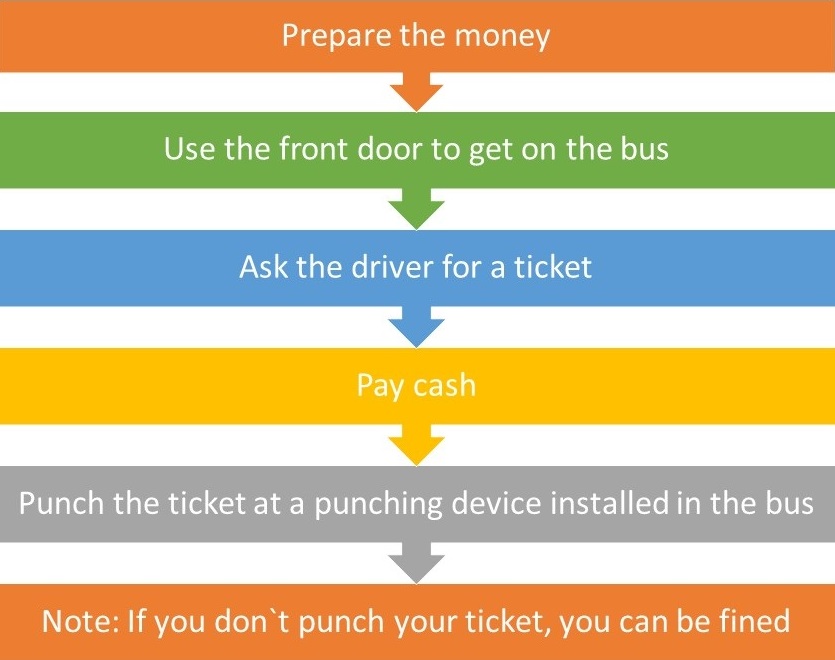 Prepare the money
Use the front door to get on the bus
Ask the driver for a ticket
Pay cash
Punch the ticket at a punching device installed in the bus
Note: If you don`t punch your ticket, you can be fined